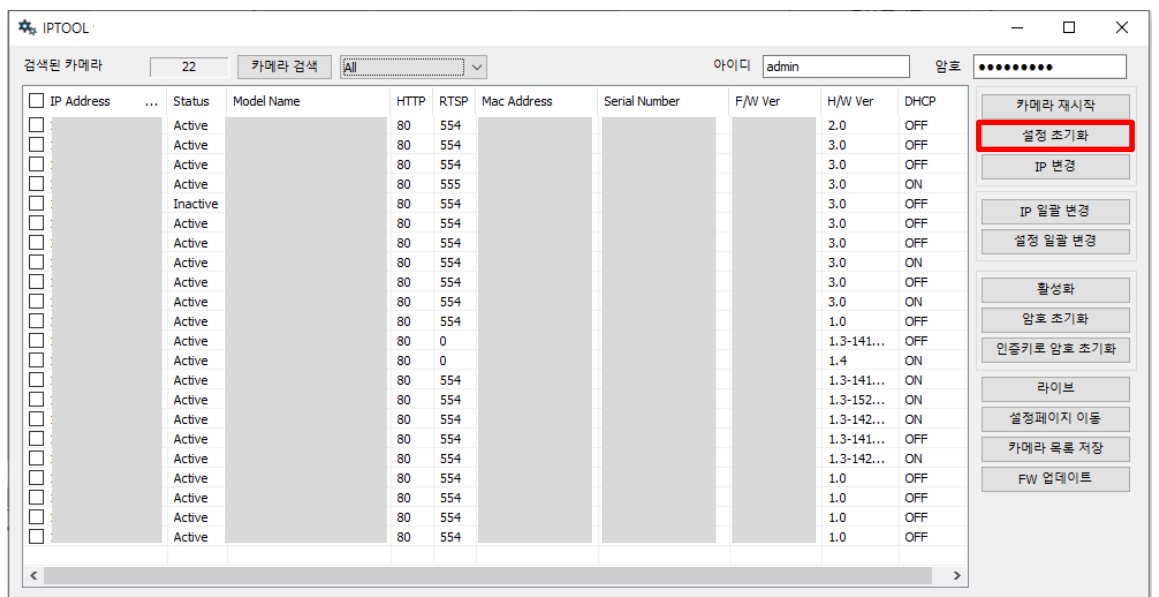 IPTOOL
검색된 카메라 22 카메라 검색 All 아이디 admin 암호 •••••••••
IP Address ... Status Model Name HTTP RTSP Mac Address Serial Number F/W Ver H/W Ver DHCP
Active 80 554 2.0 OFF
Active 80 554 3.0 OFF
Active 80 554 3.0 OFF
Active 80 555 3.0 ON
Inactive 80 554 3.0 OFF
Active 80 554 3.0 OFF
Active 80 554 3.0 OFF
Active 80 554 3.0 ON
Active 80 554 3.0 OFF
Active 80 554 3.0 ON
Active 80 554 1.0 OFF
Active 80 0 1.3-141... OFF
Active 80 0 1.4 ON
Active 80 554 1.3-141... ON
Active 80 554 1.3-152... ON
Active 80 554 1.3-142... ON
Active 80 554 1.3-141... OFF
Active 80 554 1.3-142... ON
Active 80 554 1.0 OFF
Active 80 554 1.0 OFF
Active 80 554 1.0 OFF
Active 80 554 1.0 OFF
카메라 재시작
설정 초기화
IP 변경
IP 일괄 변경
설정 일괄 변경
활성화
암호 초기화
인증키로 암호 초기화
라이브
설정페이지 이동
카메라 목록 저장
FW 업데이트